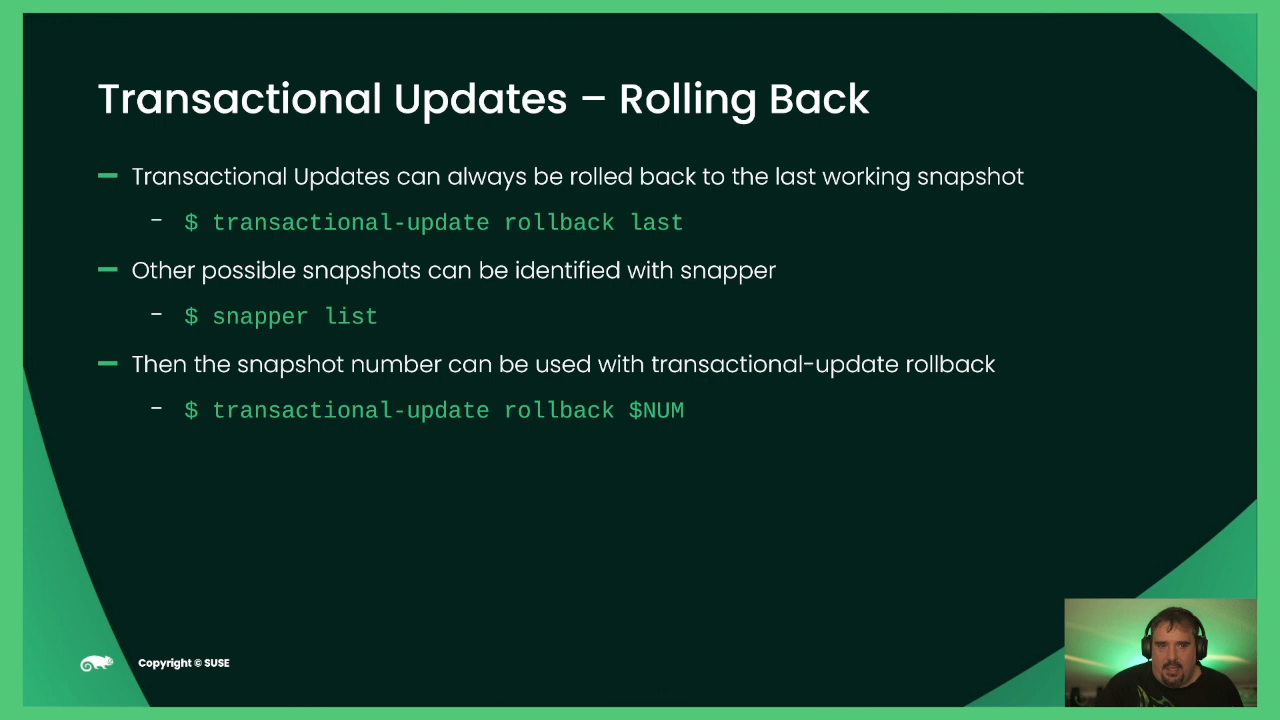 Transactional Updates – Rolling Back
Transactional Updates can always be rolled back to the last working snapshot
$ transactional-update rollback last
Other possible snapshots can be identified with snapper
$ snapper list
Then the snapshot number can be used with transactional-update rollback
$ transactional-update rollback $NUM
Copyright © SUSE